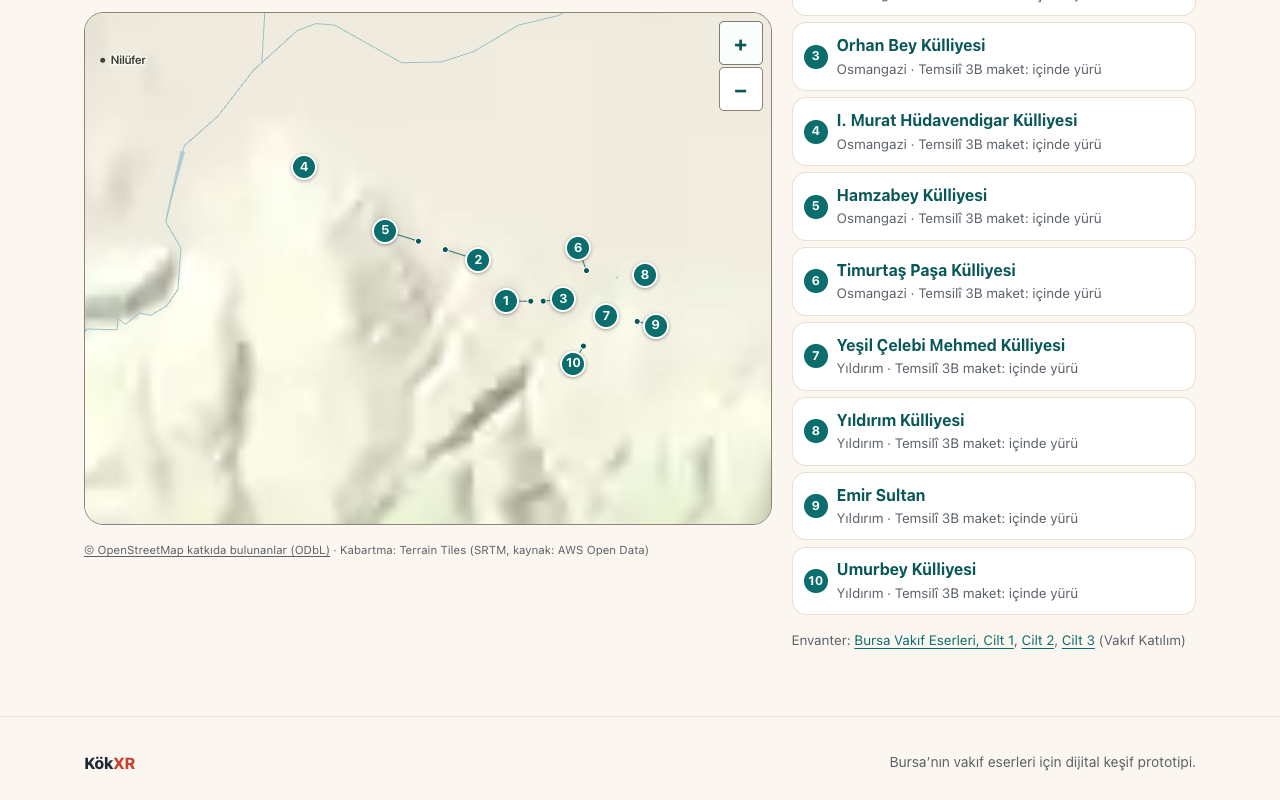 Nilüfer
+
−
4
5
2
6
8
1
3
7
9
10
© OpenStreetMap katkıda bulunanlar (ODbL) · Kabartma: Terrain Tiles (SRTM, kaynak: AWS Open Data)
3
Orhan Bey Külliyesi
Osmangazi · Temsilî 3B maket: içinde yürü
4
I. Murat Hüdavendigar Külliyesi
Osmangazi · Temsilî 3B maket: içinde yürü
5
Hamzabey Külliyesi
Osmangazi · Temsilî 3B maket: içinde yürü
6
Timurtaş Paşa Külliyesi
Osmangazi · Temsilî 3B maket: içinde yürü
7
Yeşil Çelebi Mehmed Külliyesi
Yıldırım · Temsilî 3B maket: içinde yürü
8
Yıldırım Külliyesi
Yıldırım · Temsilî 3B maket: içinde yürü
9
Emir Sultan
Yıldırım · Temsilî 3B maket: içinde yürü
10
Umurbey Külliyesi
Yıldırım · Temsilî 3B maket: içinde yürü
Envanter: Bursa Vakıf Eserleri, Cilt 1, Cilt 2, Cilt 3 (Vakıf Katılım)
KökXR
Bursa’nın vakıf eserleri için dijital keşif prototipi.